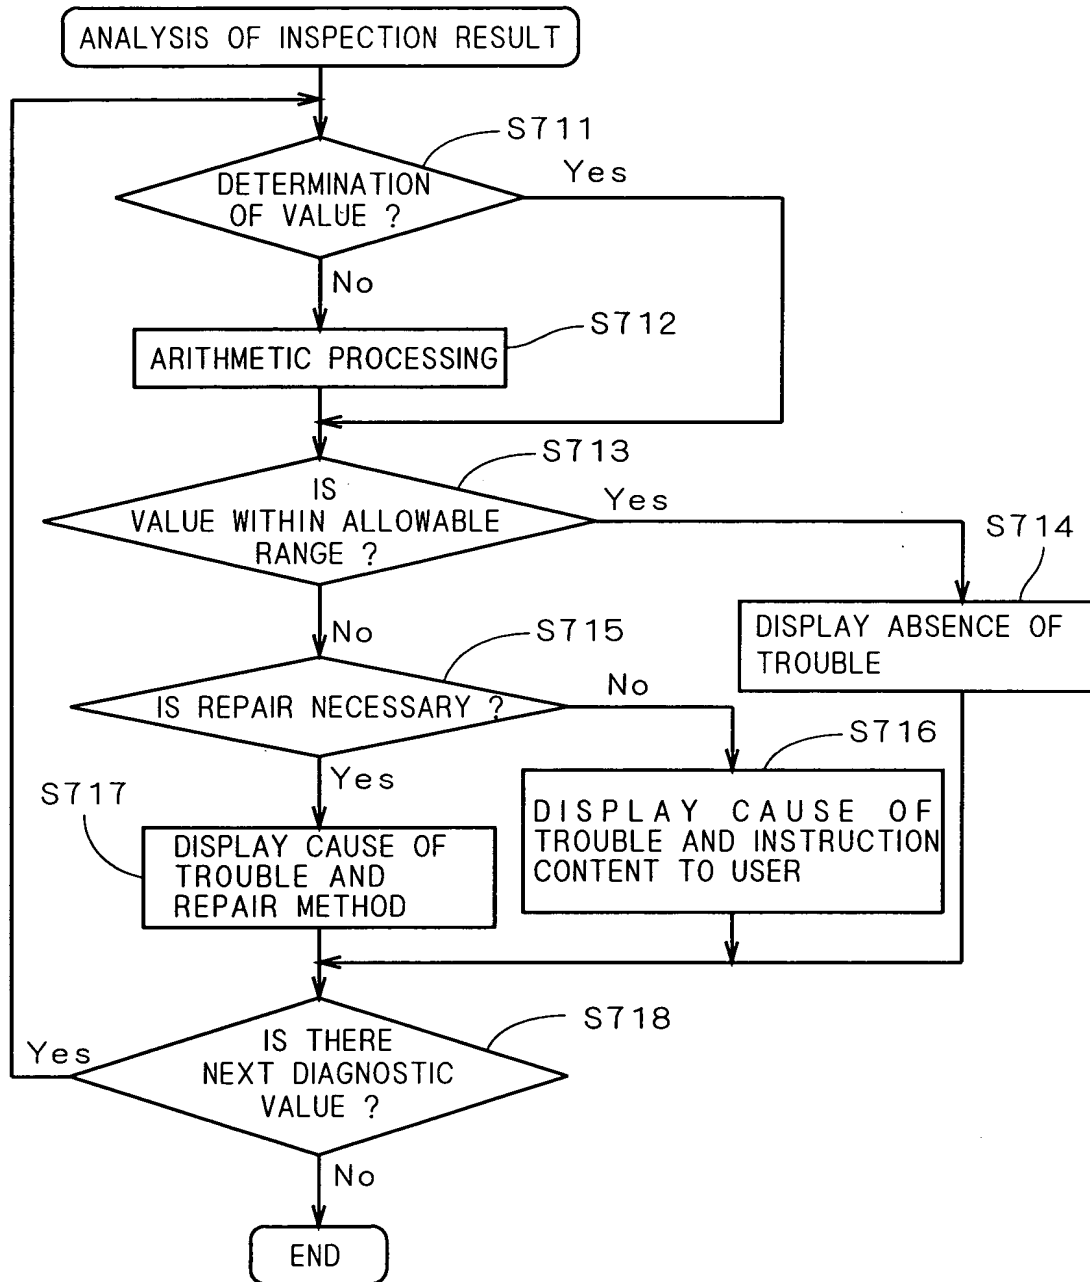 ANALYSIS OF INSPECTION RESULT
S711
DETERMINATION
OF VALUE ?
Yes
No
S712
ARITHMETIC PROCESSING
S713
IS
VALUE WITHIN ALLOWABLE
RANGE ?
Yes
S714
DISPLAY ABSENCE OF
TROUBLE
No
S715
IS REPAIR NECESSARY ?
No
S716
DISPLAY CAUSE OF
TROUBLE AND INSTRUCTION
CONTENT TO USER
Yes
S717
DISPLAY CAUSE OF
TROUBLE AND
REPAIR METHOD
S718
IS THERE
NEXT DIAGNOSTIC
VALUE ?
Yes
No
END